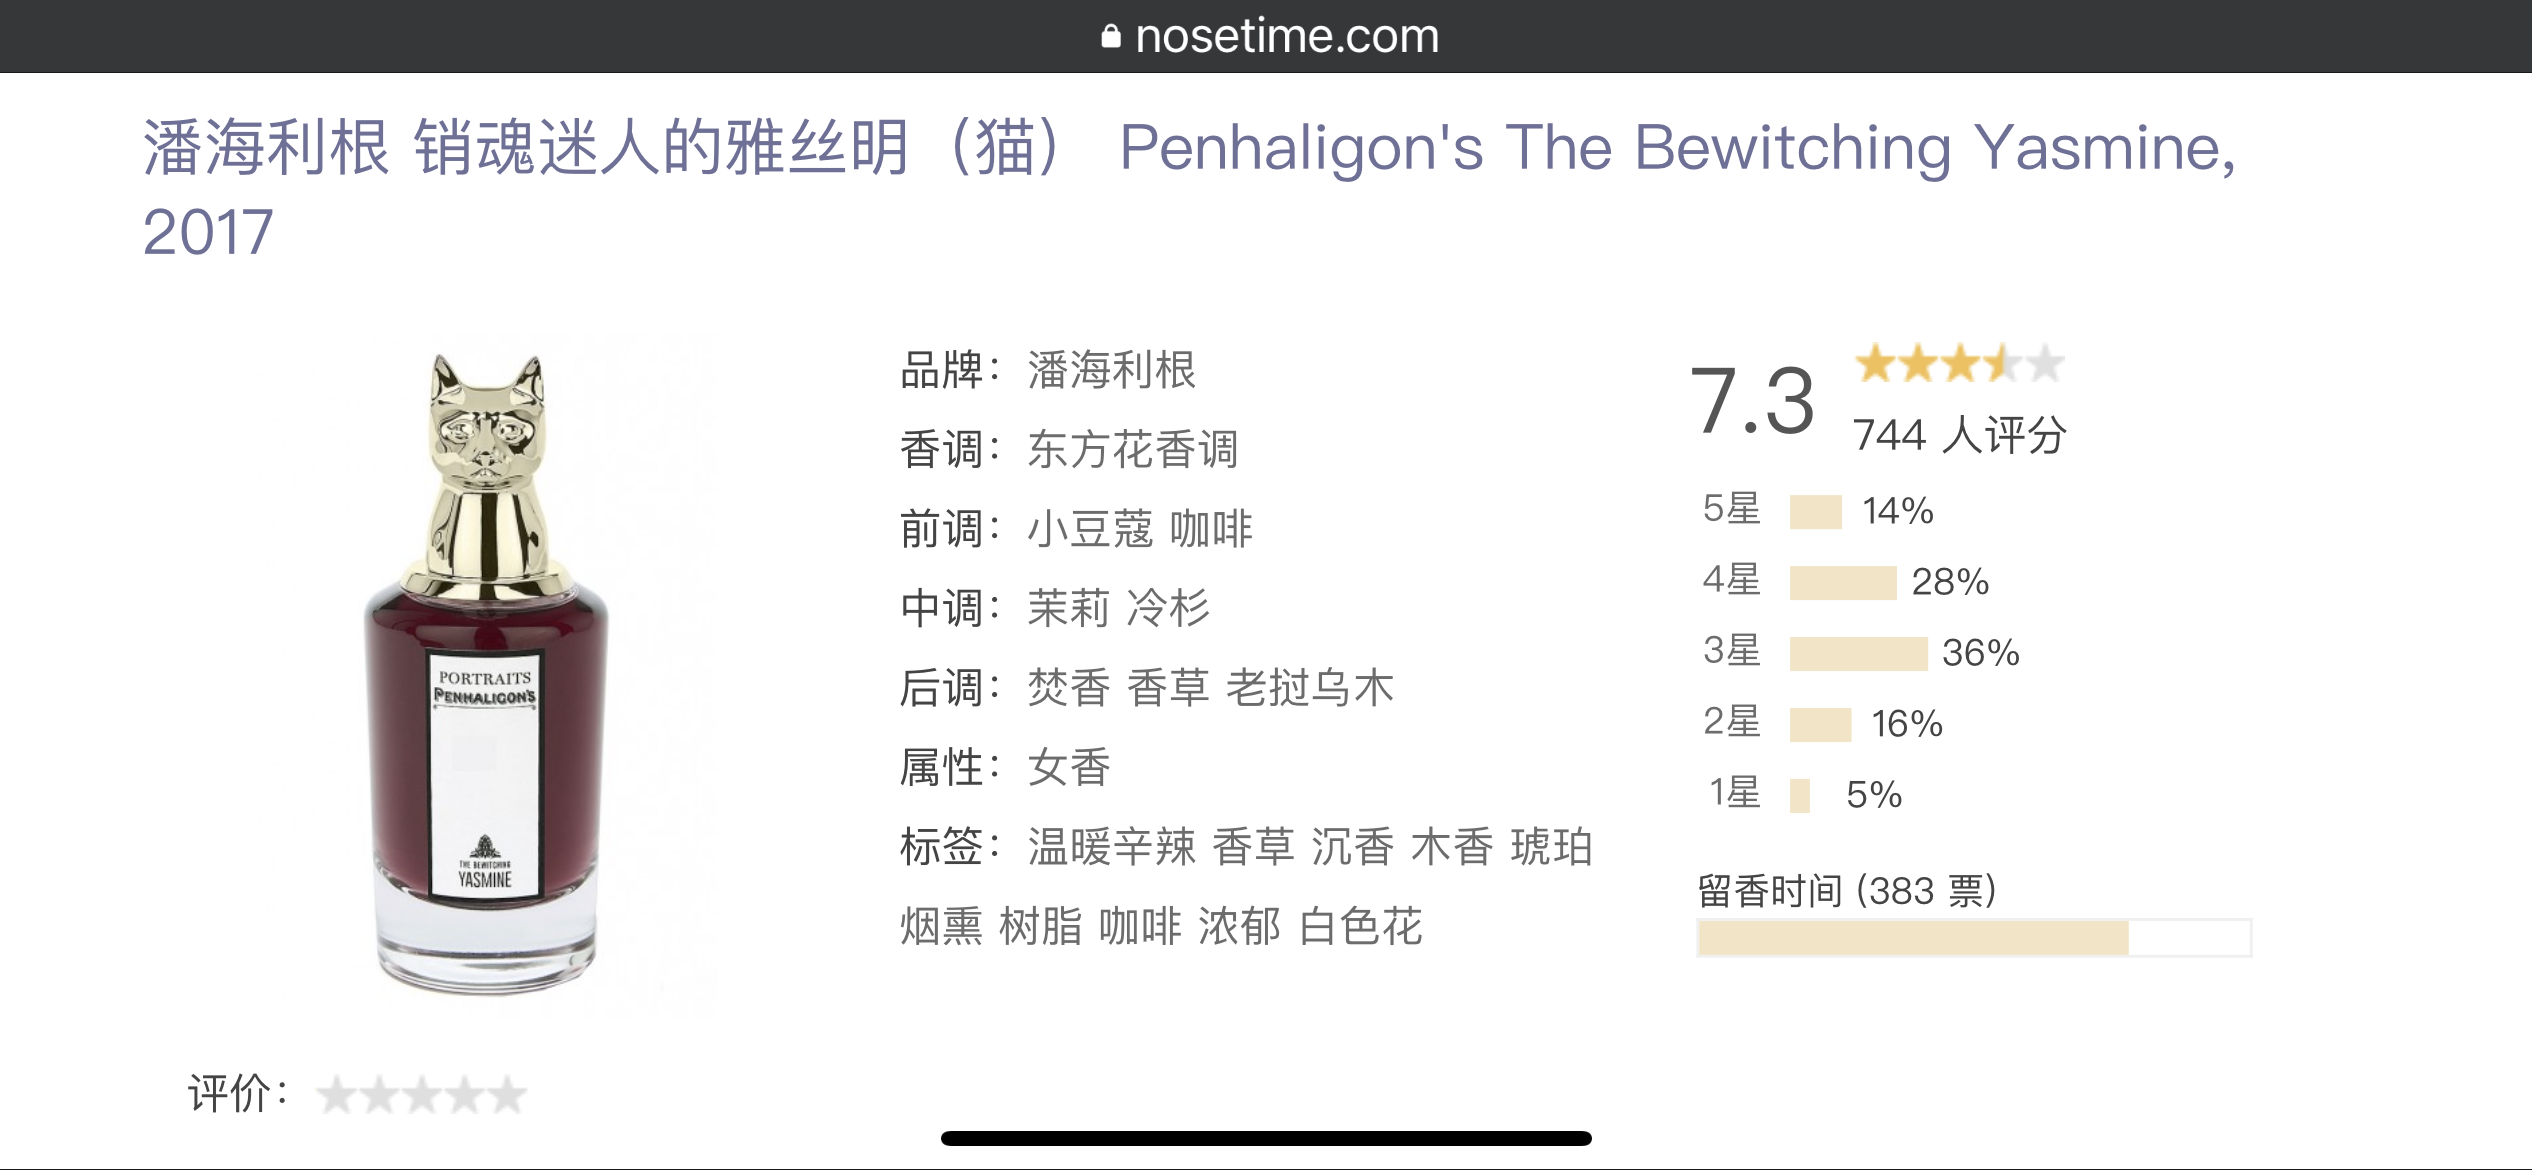 nosetime.com
潘海利根 销魂迷人的雅丝明（猫） Penhaligon's The Bewitching Yasmine,
2017
PORTRAITS
PENHALIGON'S
THE BEWITCHING
YASMINE
品牌：潘海利根
香调：东方花香调
前调：小豆蔻 咖啡
中调：茉莉 冷杉
后调：焚香 香草 老挝乌木
属性：女香
标签：温暖辛辣 香草 沉香 木香 琥珀
烟熏 树脂 咖啡 浓郁 白色花
7.3
744 人评分
5星 14%
4星 28%
3星 36%
2星 16%
1星 5%
留香时间 (383 票)
评价：